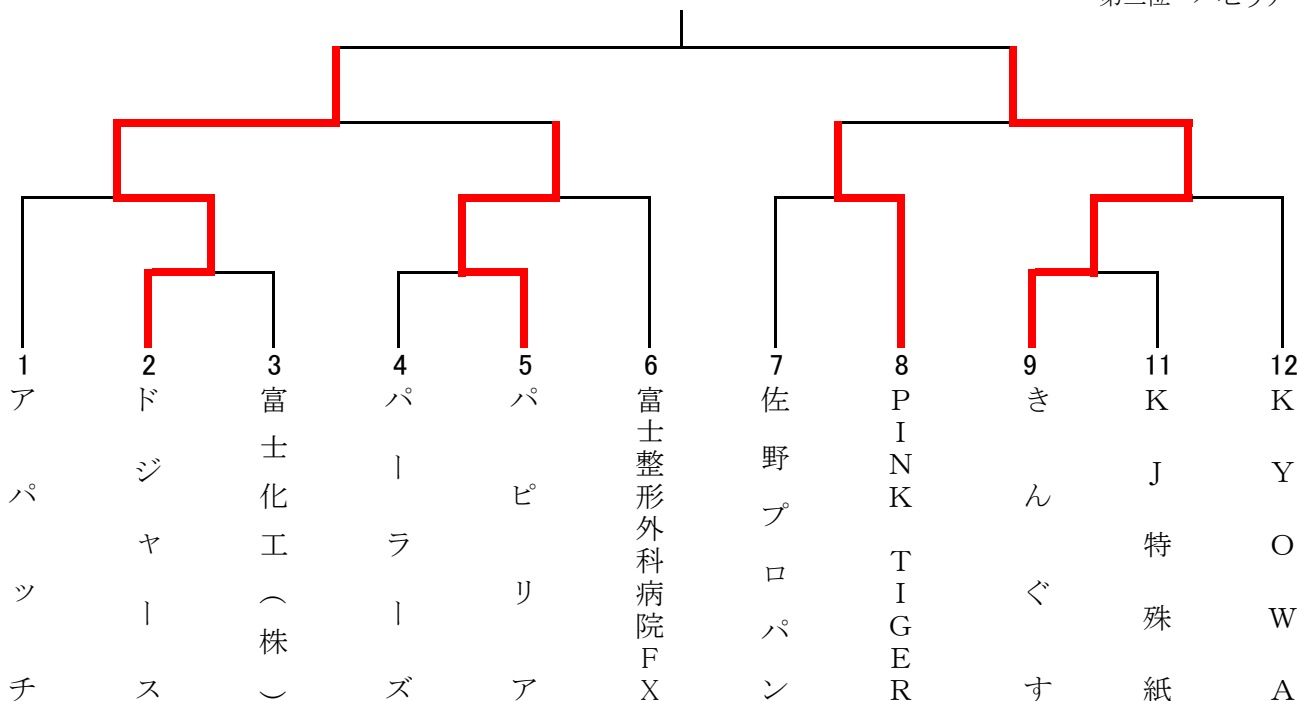 1 2 3 4 5 6 7 8 9 11 12
アパッチ
ドジャース
富士化工(株)
パーラーズ
パピリア
富士整形外科病院FX
佐野プロパン
PINK TIGER
きんぐす
KJ特殊紙
KYOWA